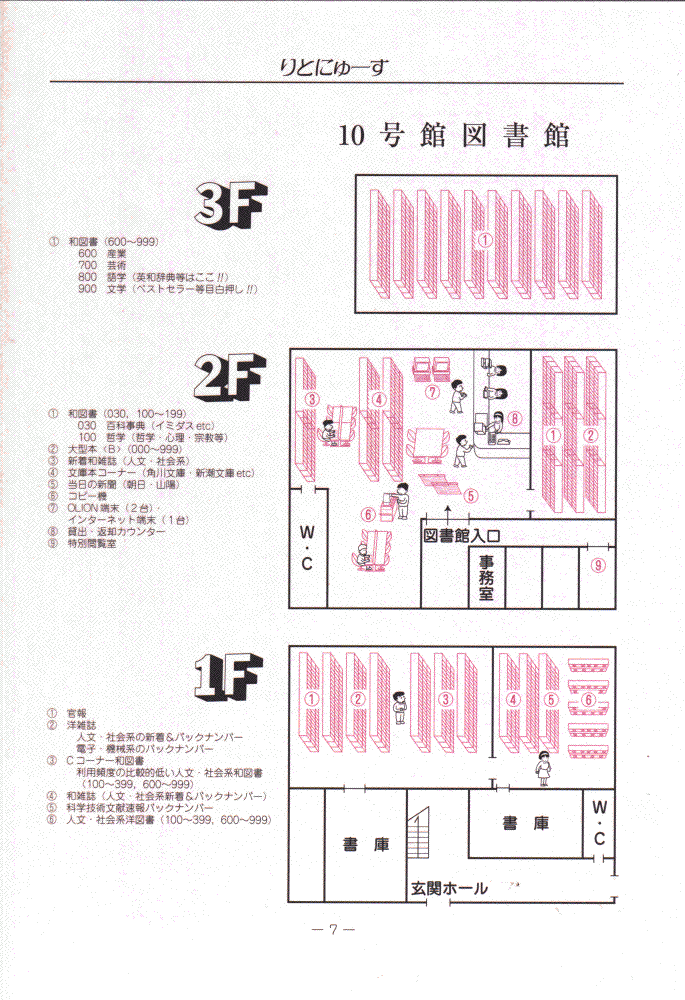 りとにゅーす
10号館図書館
3F
① 和図書（600～999）
600 産業
700 芸術
800 語学（英和辞典等はここ!!）
900 文学（ベストセラー等目白押し!!）
①
2F
① 和図書（030, 100～199）
030 百科事典（イミダスetc）
100 哲学（哲学・心理・宗教等）
② 大型本〈B〉（000～999）
③ 新着和雑誌（人文・社会系）
④ 文庫本コーナー（角川文庫・新潮文庫etc）
⑤ 当日の新聞（朝日・山陽）
⑥ コピー機
⑦ OLION端末（2台）・
インターネット端末（1台）
⑧ 貸出・返却カウンター
⑨ 特別閲覧室
③
④
⑦
⑧
①
②
⑤
⑥
W・C
図書館入口
事務室
⑨
1F
① 官報
② 洋雑誌
人文・社会系の新着＆バックナンバー
電子・機械系のバックナンバー
③ Cコーナー和図書
利用頻度の比較的低い人文・社会系和図書
（100～399, 600～999）
④ 和雑誌（人文・社会系新着＆バックナンバー）
⑤ 科学技術文献速報バックナンバー
⑥ 人文・社会系洋図書（100～399, 600～999）
①
②
③
④
⑤
⑥
書庫
書庫
W・C
玄関ホール
― 7 ―